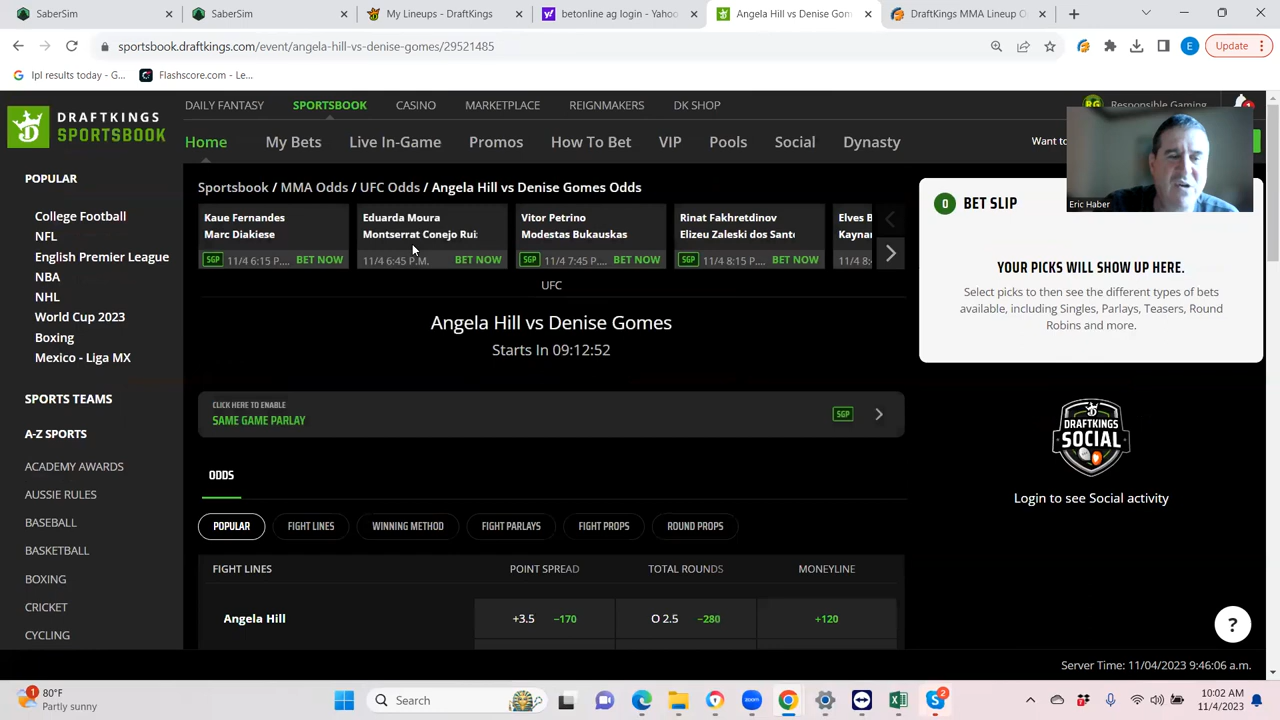 SaberSim
SaberSim
My Lineups - DraftKings
betonline ag login - Yahoo
Angela Hill vs Denise Gom
DraftKings MMA Lineup O
sportsbook.draftkings.com/event/angela-hill-vs-denise-gomes/29521485
E
Update
Ipl results today - G...
Flashscore.com - Le...
DRAFTKINGS
SPORTSBOOK
DAILY FANTASY
SPORTSBOOK
CASINO
MARKETPLACE
REIGNMAKERS
DK SHOP
RG
Responsible Gaming
1
Home
My Bets
Live In-Game
Promos
How To Bet
VIP
Pools
Social
Dynasty
Want to
Eric Haber
POPULAR
College Football
NFL
English Premier League
NBA
NHL
World Cup 2023
Boxing
Mexico - Liga MX
SPORTS TEAMS
A-Z SPORTS
ACADEMY AWARDS
AUSSIE RULES
BASEBALL
BASKETBALL
BOXING
CRICKET
CYCLING
Sportsbook / MMA Odds / UFC Odds / Angela Hill vs Denise Gomes Odds
Kaue Fernandes
Marc Diakiese
SGP 11/4 6:15 P.... BET NOW
Eduarda Moura
Montserrat Conejo Rui
11/4 6:45 P.M. BET NOW
Vitor Petrino
Modestas Bukauskas
SGP 11/4 7:45 P.... BET NOW
Rinat Fakhretdinov
Elizeu Zaleski dos Sant
SGP 11/4 8:15 P.... BET NOW
Elves B
Kaynar
11/4 8:
UFC
Angela Hill vs Denise Gomes
Starts In 09:12:52
CLICK HERE TO ENABLE
SAME GAME PARLAY
SGP
ODDS
POPULAR
FIGHT LINES
WINNING METHOD
FIGHT PARLAYS
FIGHT PROPS
ROUND PROPS
FIGHT LINES POINT SPREAD TOTAL ROUNDS MONEYLINE
Angela Hill +3.5 −170 O 2.5 −280 +120
0 BET SLIP
YOUR PICKS WILL SHOW UP HERE.
Select picks to then see the different types of bets
available, including Singles, Parlays, Teasers, Round
Robins and more.
DRAFTKINGS
SOCIAL
Login to see Social activity
?
Server Time: 11/04/2023 9:46:06 a.m.
1
80°F
Partly sunny
Search
2
10:02 AM
11/4/2023